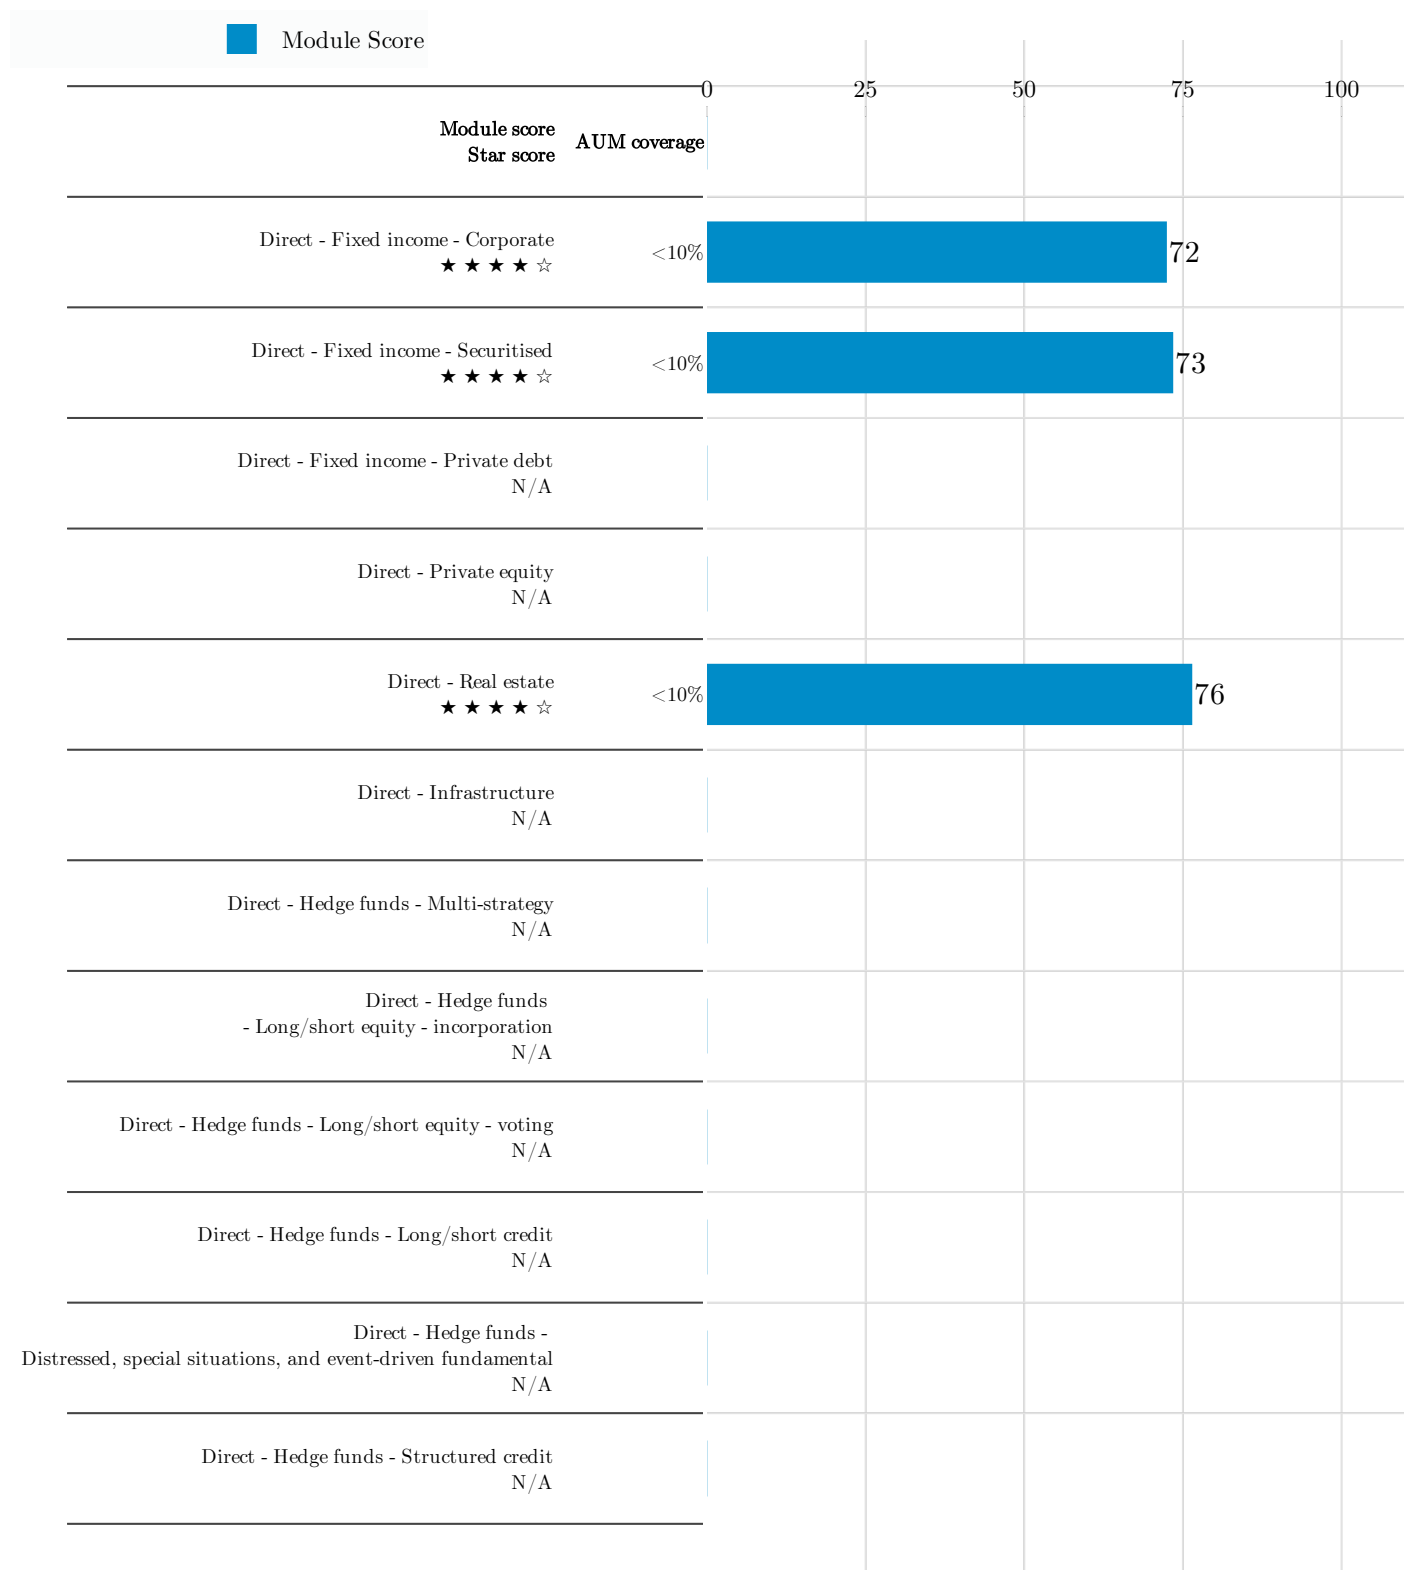 Module Score
0 25 50 75 100
Module score
Star score
AUM coverage
Direct - Fixed income - Corporate
★ ★ ★ ★ ☆
<10%
72
Direct - Fixed income - Securitised
★ ★ ★ ★ ☆
<10%
73
Direct - Fixed income - Private debt
N/A
Direct - Private equity
N/A
Direct - Real estate
★ ★ ★ ★ ☆
<10%
76
Direct - Infrastructure
N/A
Direct - Hedge funds - Multi-strategy
N/A
Direct - Hedge funds
- Long/short equity - incorporation
N/A
Direct - Hedge funds - Long/short equity - voting
N/A
Direct - Hedge funds - Long/short credit
N/A
Direct - Hedge funds -
Distressed, special situations, and event-driven fundamental
N/A
Direct - Hedge funds - Structured credit
N/A